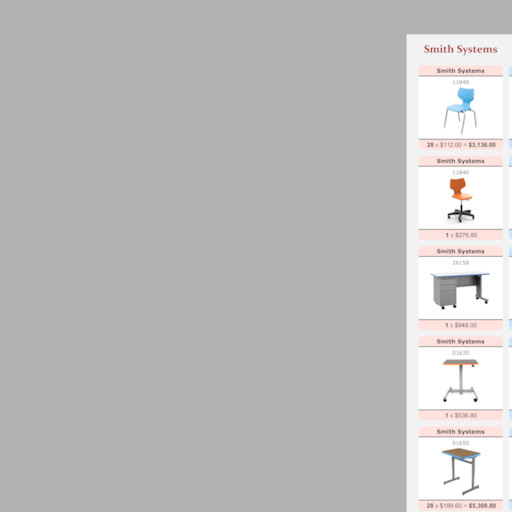 Smith Systems
Smith Systems
11848
28 x $112.00 = $3,136.00
Smith Systems
11840
1 x $276.80
Smith Systems
26158
1 x $948.00
Smith Systems
01630
1 x $536.80
Smith Systems
01650
28 x $189.60 = $5,308.80